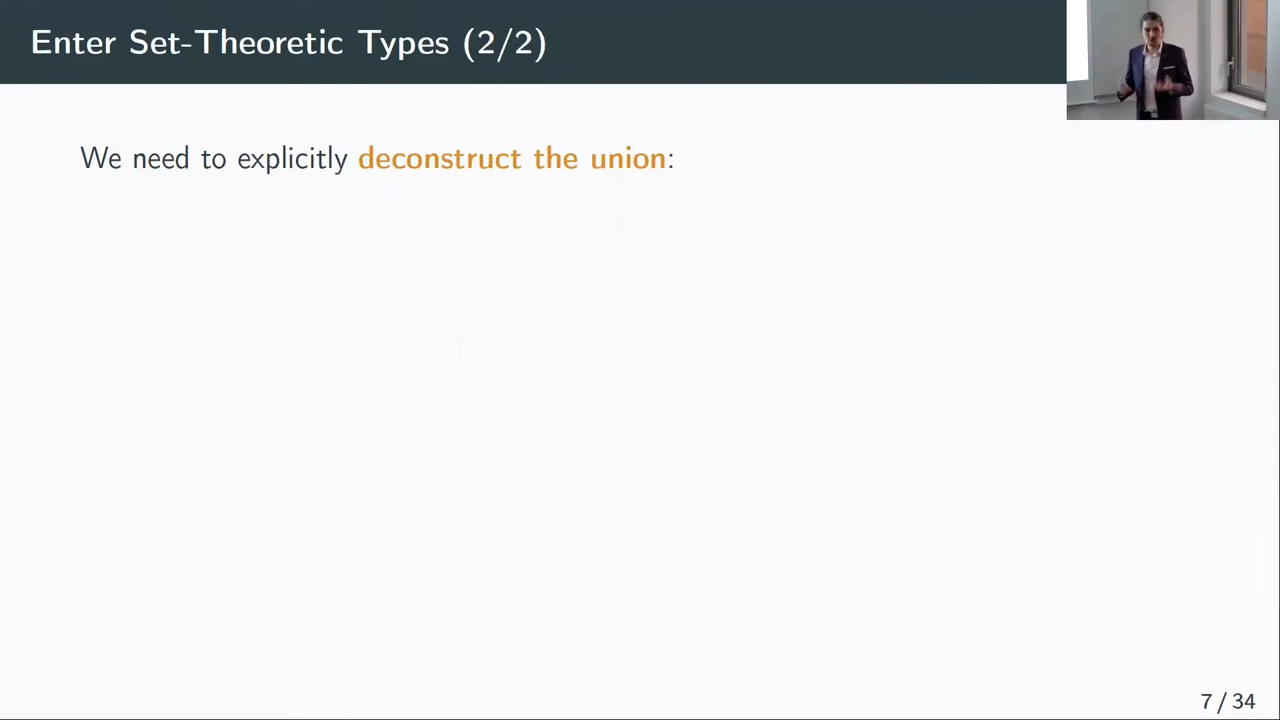 Enter Set-Theoretic Types (2/2)
We need to explicitly deconstruct the union:
7 / 34